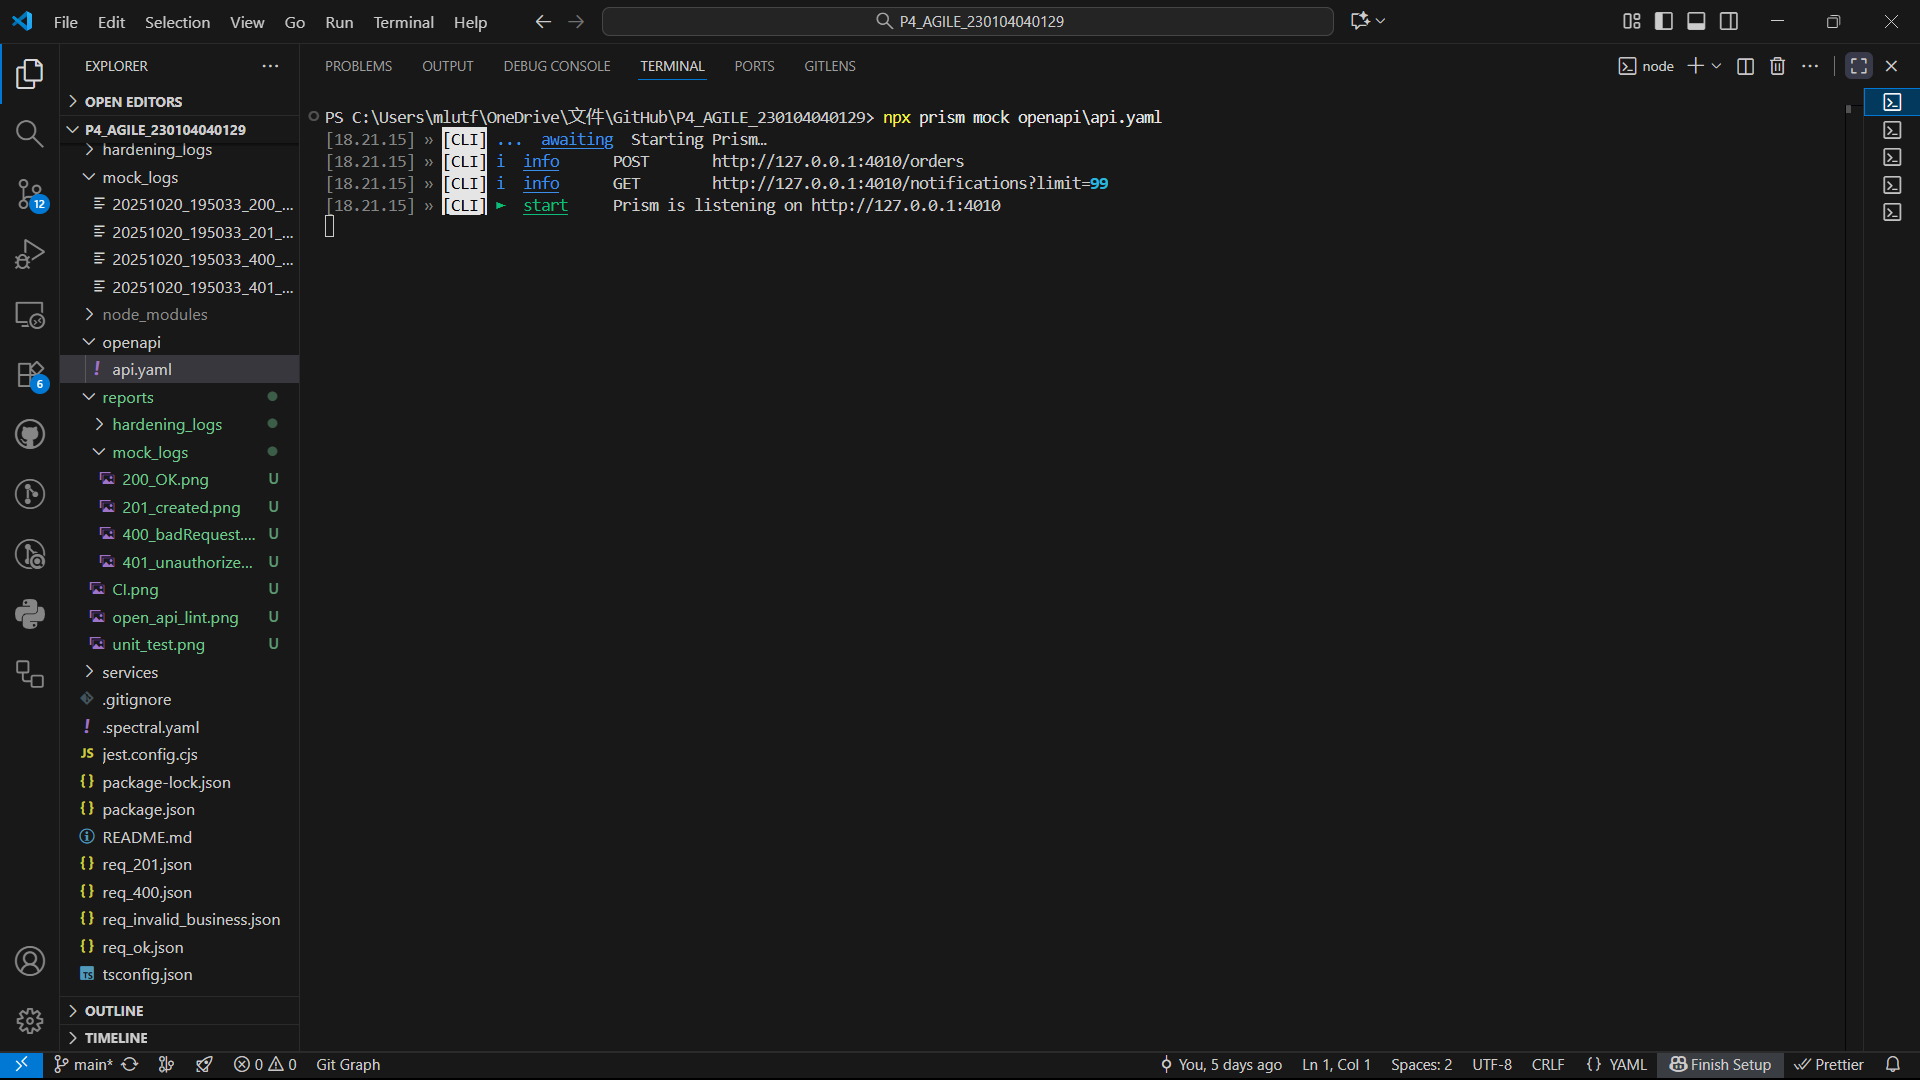 File Edit Selection View Go Run Terminal Help
P4_AGILE_230104040129
EXPLORER
PROBLEMS OUTPUT DEBUG CONSOLE TERMINAL PORTS GITLENS
node
OPEN EDITORS
P4_AGILE_230104040129
hardening_logs
mock_logs
20251020_195033_200_...
20251020_195033_201_...
20251020_195033_400_...
20251020_195033_401_...
node_modules
openapi
! api.yaml
reports
hardening_logs
mock_logs
200_OK.png U
201_created.png U
400_badRequest.... U
401_unauthorize... U
CI.png U
open_api_lint.png U
unit_test.png U
services
.gitignore
! .spectral.yaml
JS jest.config.cjs
{} package-lock.json
{} package.json
README.md
{} req_201.json
{} req_400.json
{} req_invalid_business.json
{} req_ok.json
TS tsconfig.json
OUTLINE
TIMELINE
12
6
PS C:\Users\mlutf\OneDrive\文件\GitHub\P4_AGILE_230104040129> npx prism mock openapi\api.yaml
[18.21.15] » [CLI] ... awaiting Starting Prism…
[18.21.15] » [CLI] i info POST http://127.0.0.1:4010/orders
[18.21.15] » [CLI] i info GET http://127.0.0.1:4010/notifications?limit=99
[18.21.15] » [CLI] ► start Prism is listening on http://127.0.0.1:4010
main* 0 0 Git Graph You, 5 days ago Ln 1, Col 1 Spaces: 2 UTF-8 CRLF {} YAML Finish Setup Prettier